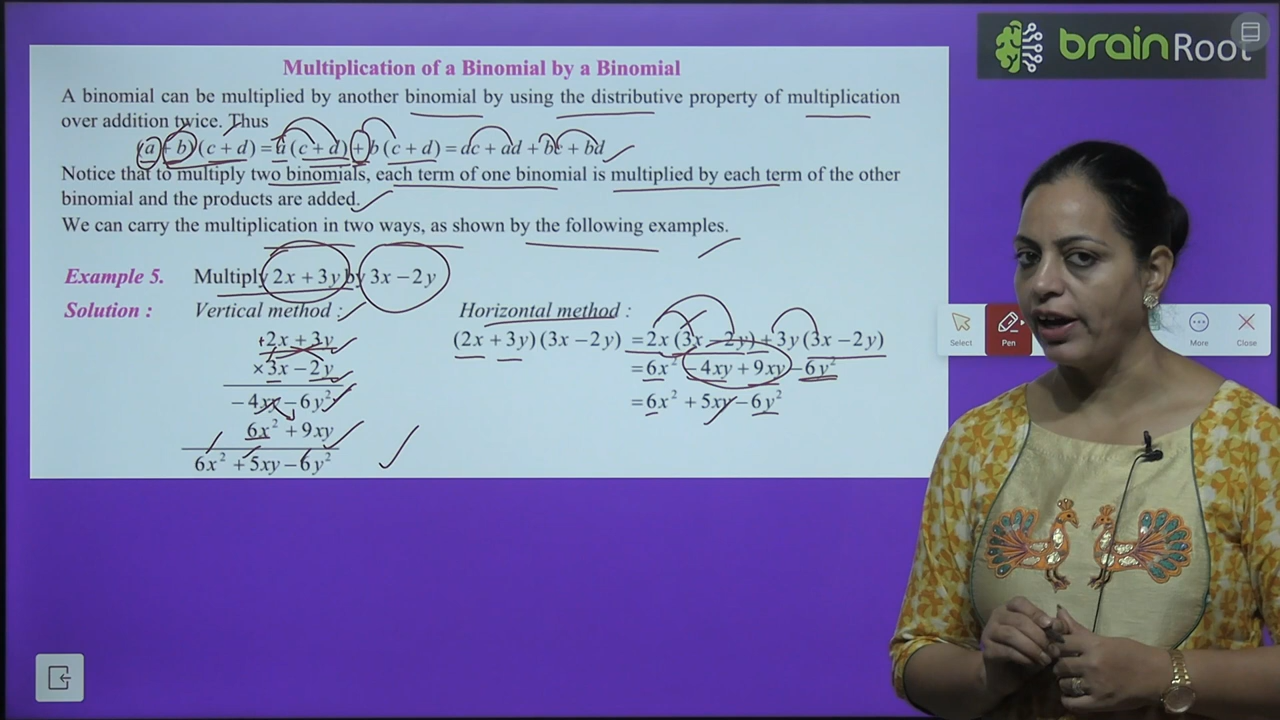 brainRoot
Multiplication of a Binomial by a Binomial
A binomial can be multiplied by another binomial by using the distributive property of multiplication
over addition twice. Thus
(a + b) (c + d) = a (c + d) + b (c + d) = dc + ad + bc + bd
Notice that to multiply two binomials, each term of one binomial is multiplied by each term of the other
binomial and the products are added.
We can carry the multiplication in two ways, as shown by the following examples.
Example 5. Multiply 2x + 3y by 3x − 2y
Solution : Vertical method :
+2x + 3y
× 3x − 2y
− 4xy − 6y²
6x² + 9xy
6x² + 5xy − 6y²
Horizontal method :
(2x + 3y) (3x − 2y) = 2x (3x − 2y) + 3y (3x − 2y)
= 6x² − 4xy + 9xy − 6y²
= 6x² + 5xy − 6y²
Select
Pen
More
Close